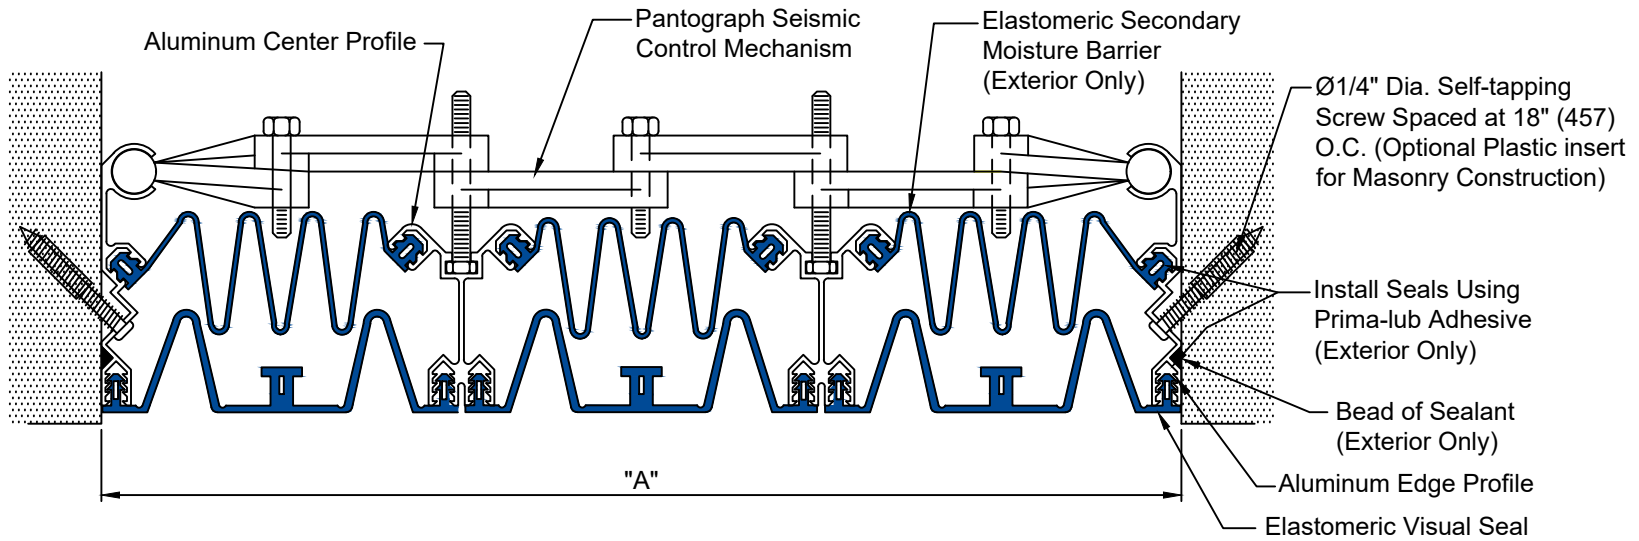 Aluminum Center Profile
Pantograph Seismic
Control Mechanism
Elastomeric Secondary
Moisture Barrier
(Exterior Only)
Ø1/4" Dia. Self-tapping
Screw Spaced at 18" (457)
O.C. (Optional Plastic insert
for Masonry Construction)
Install Seals Using
Prima-lub Adhesive
(Exterior Only)
Bead of Sealant
(Exterior Only)
"A"
Aluminum Edge Profile
Elastomeric Visual Seal